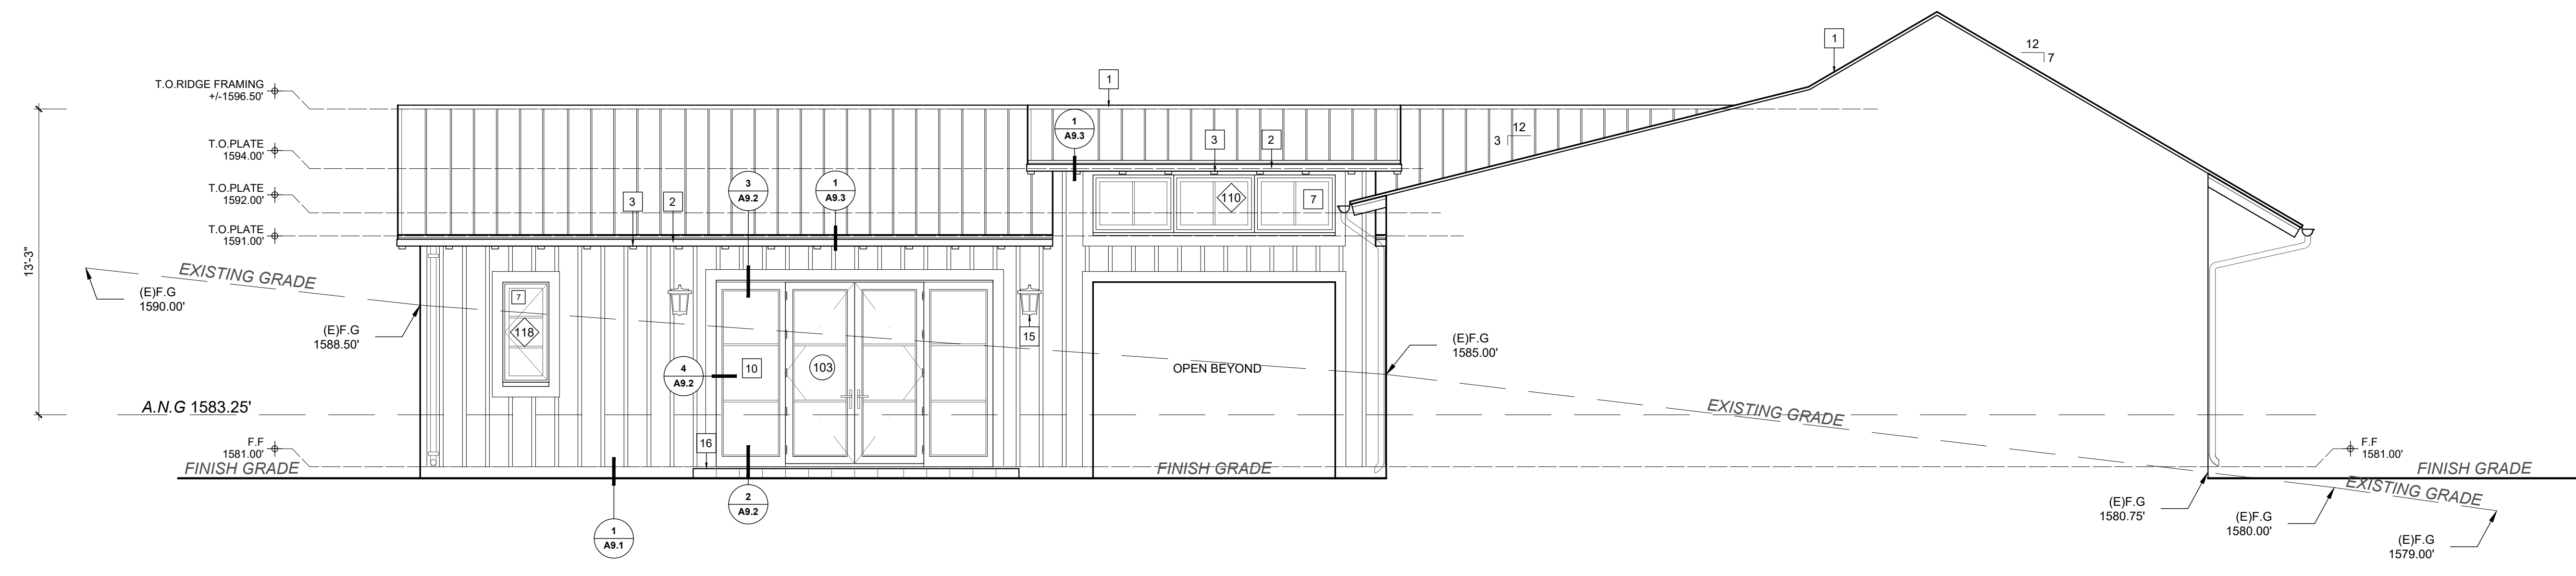 1
12
7
T.O.RIDGE FRAMING
+/-1596.50'
1
1
A9.3
12
3
3
2
T.O.PLATE
1594.00'
3
A9.2
1
A9.3
T.O.PLATE
1592.00'
3
2
110
7
T.O.PLATE
1591.00'
13'-3"
EXISTING GRADE
(E)F.G
1590.00'
7
118
(E)F.G
1588.50'
15
(E)F.G
1585.00'
4
A9.2
10
103
OPEN BEYOND
A.N.G 1583.25'
EXISTING GRADE
F.F
1581.00'
16
F.F
1581.00'
FINISH GRADE
FINISH GRADE
FINISH GRADE
EXISTING GRADE
2
A9.2
(E)F.G
1580.75'
(E)F.G
1580.00'
1
A9.1
(E)F.G
1579.00'